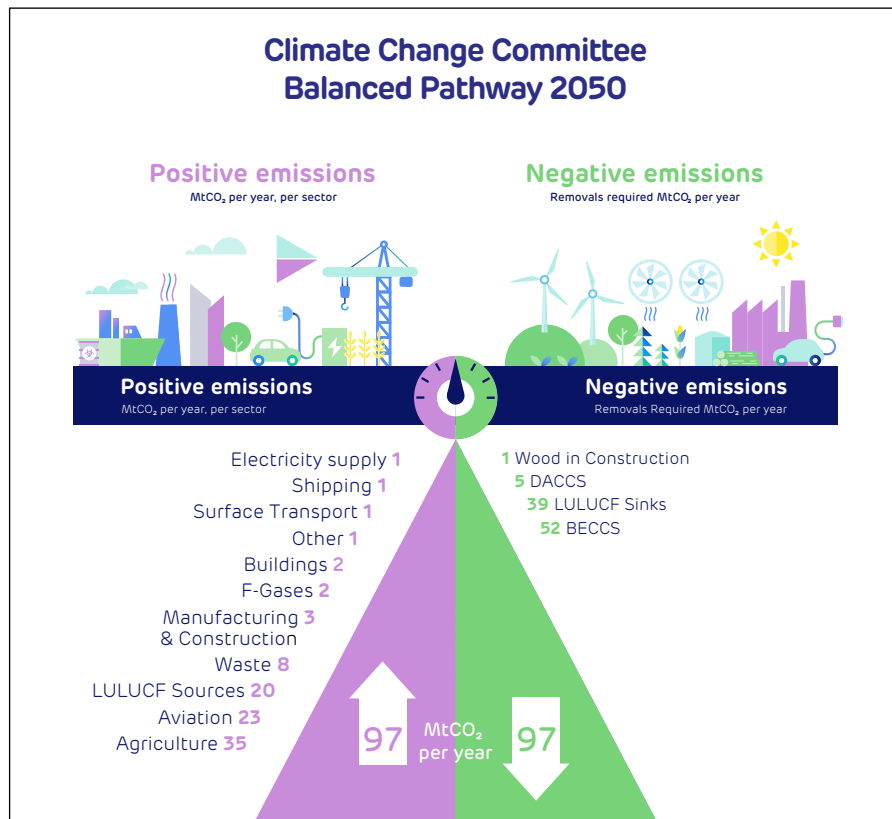 Climate Change Committee
Balanced Pathway 2050
Positive emissions
MtCO₂ per year, per sector
Negative emissions
Removals required MtCO₂ per year
Positive emissions
MtCO₂ per year, per sector
Negative emissions
Removals Required MtCO₂ per year
Electricity supply 1
Shipping 1
Surface Transport 1
Other 1
Buildings 2
F-Gases 2
Manufacturing 3
& Construction
Waste 8
LULUCF Sources 20
Aviation 23
Agriculture 35
1 Wood in Construction
5 DACCS
39 LULUCF Sinks
52 BECCS
97
MtCO₂
per year
97